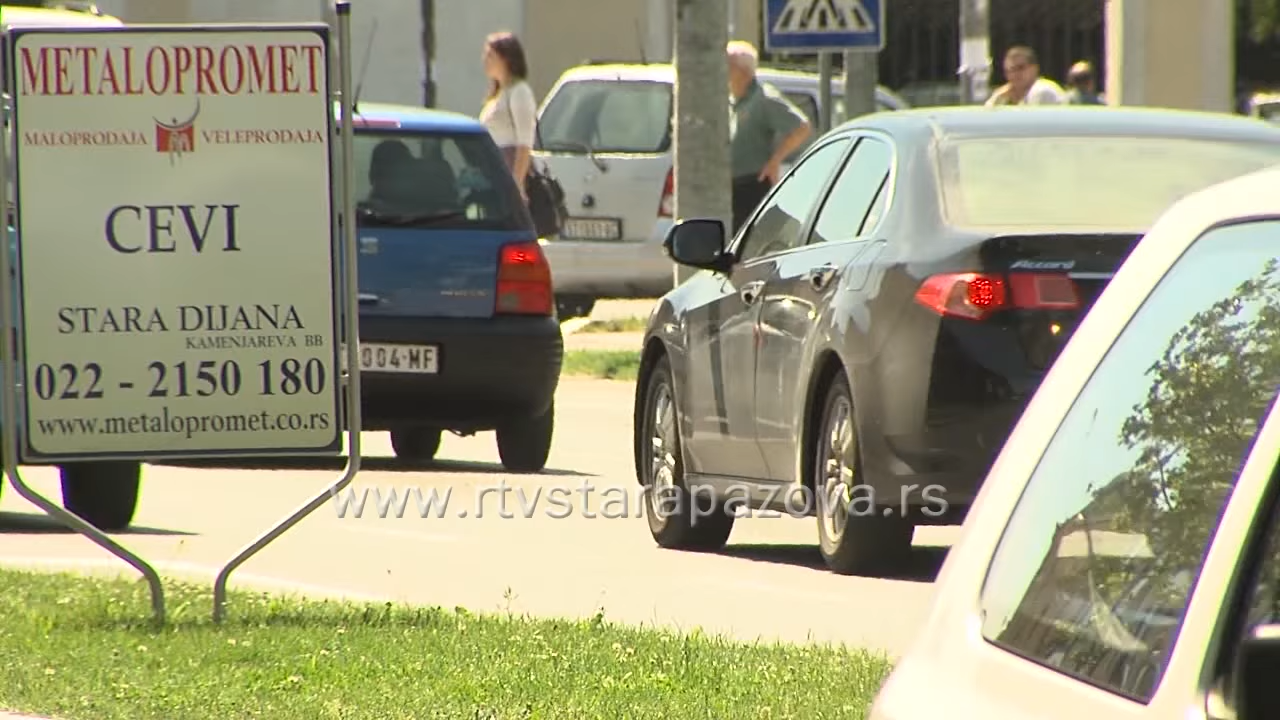 METALOPROMET
MALOPRODAJA VELEPRODAJA
CEVI
STARA DIJANA
KAMENJAREVA BB
022 - 2150 180
www.metalopromet.co.rs
004-MF
Accord
www.rtvstarapazova.rs